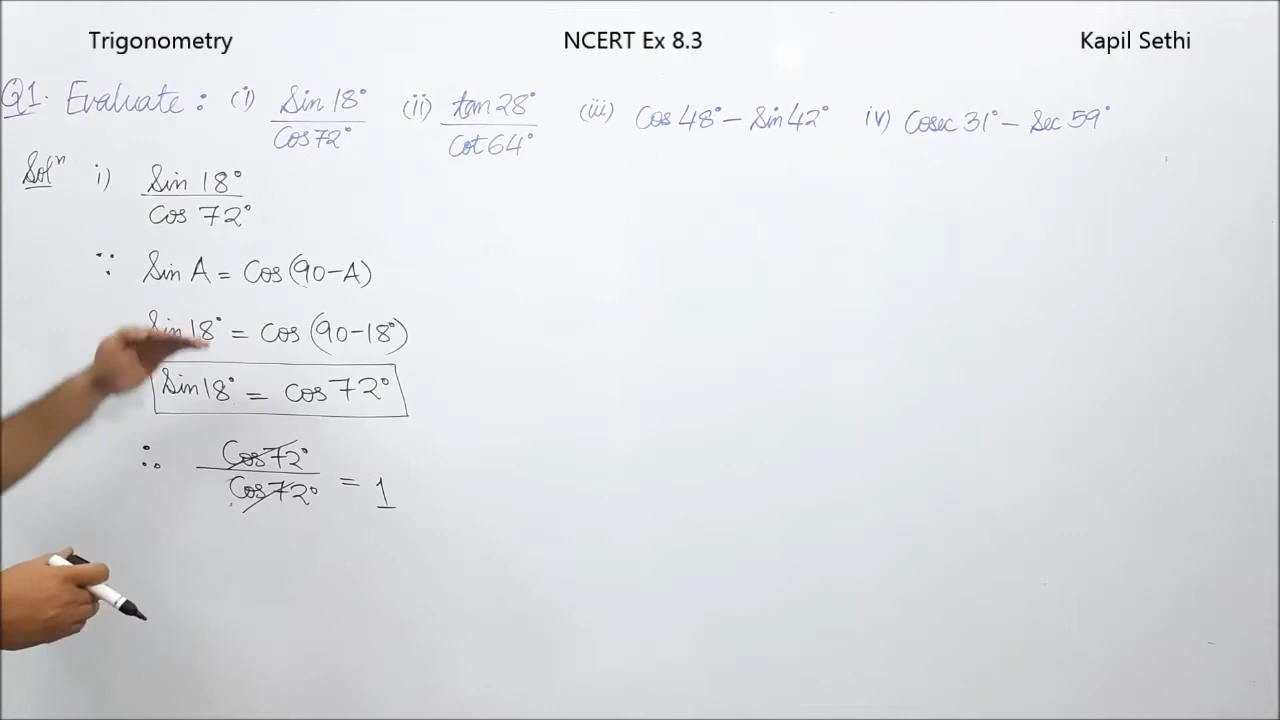 Trigonometry NCERT Ex 8.3 Kapil Sethi
Q1. Evaluate: (i) Sin 18°/Cos 72° (ii) tan 28°/Cot 64° (iii) Cos 48° - Sin 42° iv) Cosec 31° - Sec 59°
Solⁿ i) Sin 18°/Cos 72°
∵ Sin A = Cos (90-A)
Sin 18° = Cos (90-18°)
Sin 18° = Cos 72°
∴ Cos 72°/Cos 72° = 1